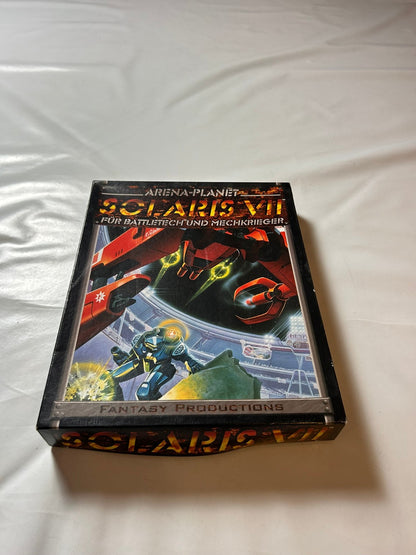 ARENA-PLANET
SOLARIS VII
FÜR BATTLETECH UND MECHKRIEGER
FANTASY PRODUCTIONS
SOLARIS VII